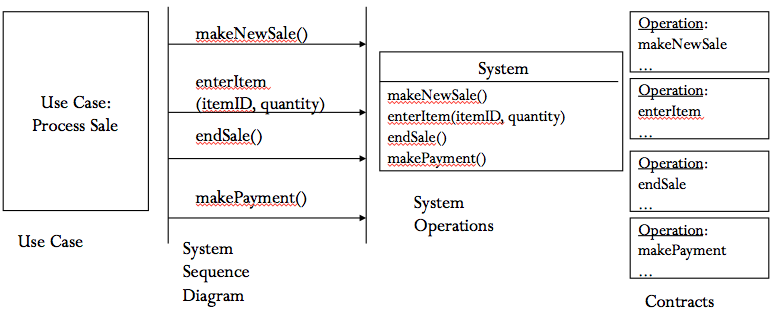 Use Case:
Process Sale
Use Case
makeNewSale()
enterItem
(itemID, quantity)
endSale()
makePayment()
System
Sequence
Diagram
System
makeNewSale()
enterItem(itemID, quantity)
endSale()
makePayment()
System
Operations
Operation:
makeNewSale
…
Operation:
enterItem
…
Operation:
endSale
…
Operation:
makePayment
…
Contracts